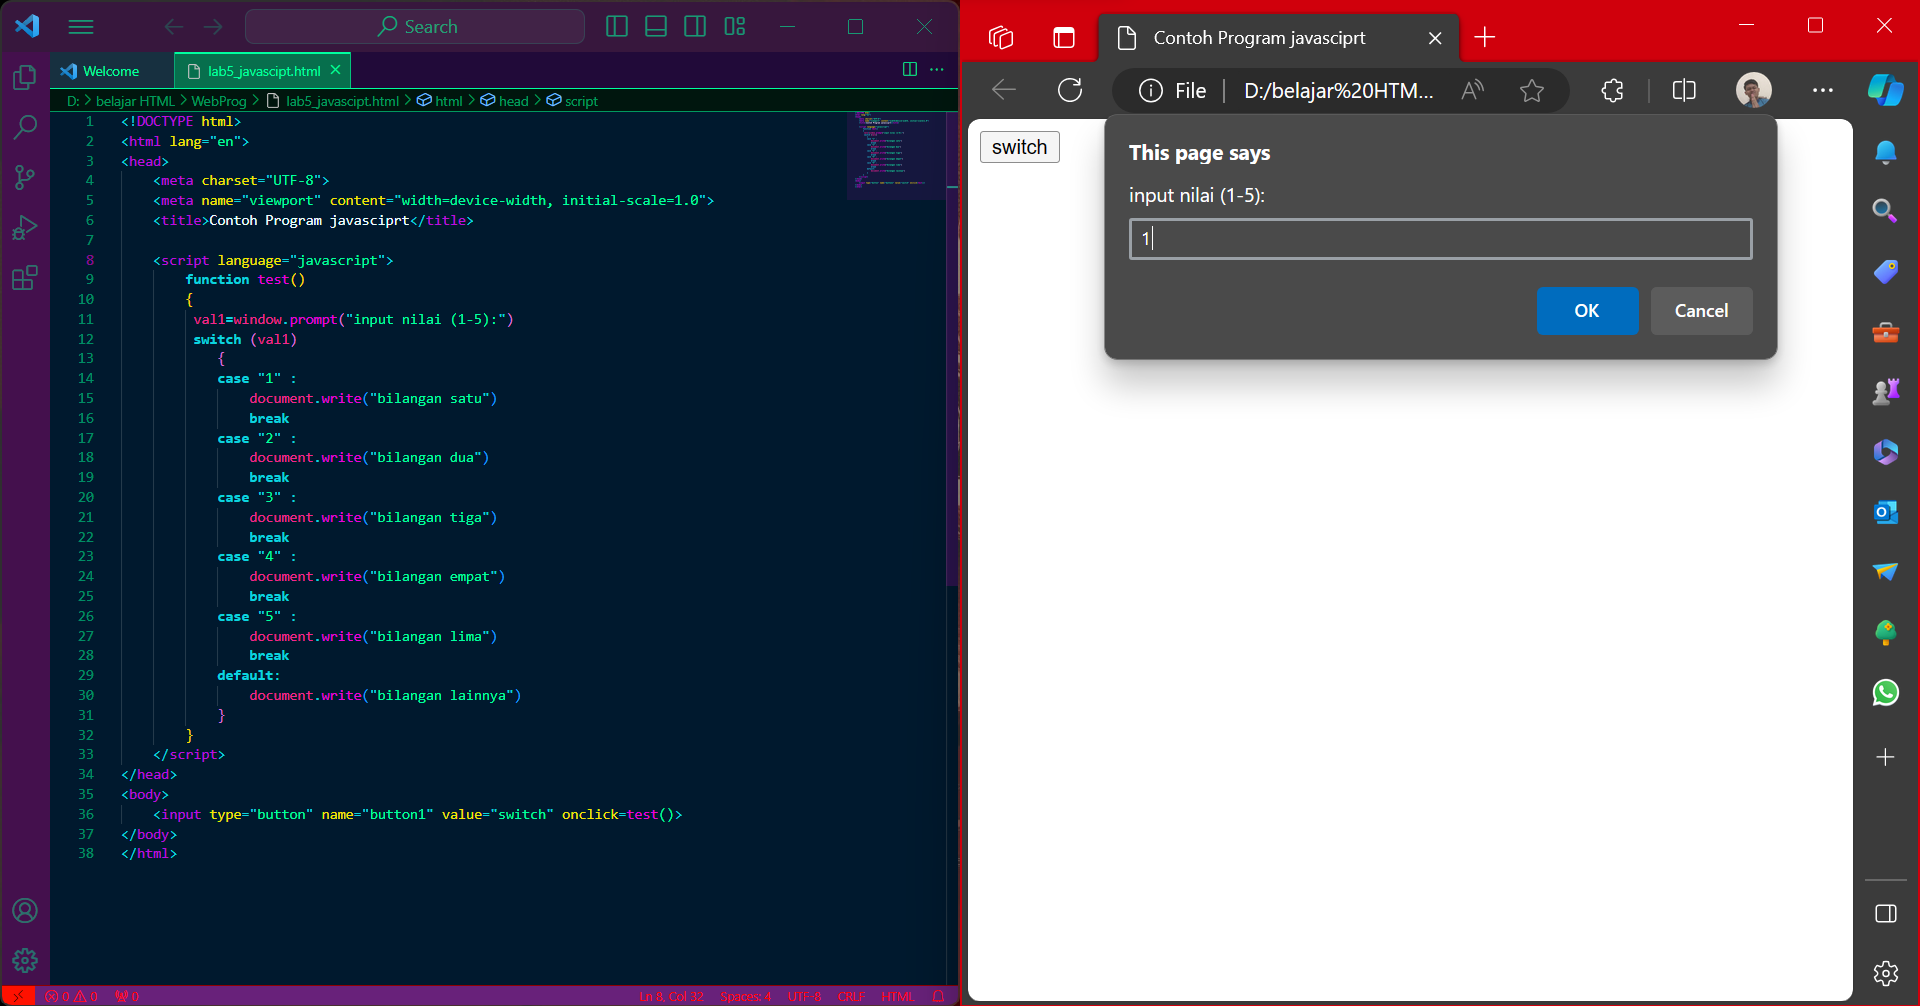 Search
Welcome
lab5_javascipt.html
D: > belajar HTML > WebProg > lab5_javascipt.html > html > head > script
1 <!DOCTYPE html>
2 <html lang="en">
3 <head>
4 <meta charset="UTF-8">
5 <meta name="viewport" content="width=device-width, initial-scale=1.0">
6 <title>Contoh Program javasciprt</title>
7
8 <script language="javascript">
9 function test()
10 {
11 val1=window.prompt("input nilai (1-5):")
12 switch (val1)
13 {
14 case "1" :
15 document.write("bilangan satu")
16 break
17 case "2" :
18 document.write("bilangan dua")
19 break
20 case "3" :
21 document.write("bilangan tiga")
22 break
23 case "4" :
24 document.write("bilangan empat")
25 break
26 case "5" :
27 document.write("bilangan lima")
28 break
29 default:
30 document.write("bilangan lainnya")
31 }
32 }
33 </script>
34 </head>
35 <body>
36 <input type="button" name="button1" value="switch" onclick=test()>
37 </body>
38 </html>
0 0 0
Ln 8, Col 32 Spaces: 4 UTF-8 CRLF HTML
Contoh Program javasciprt
File | D:/belajar%20HTM...
switch
This page says
input nilai (1-5):
1
OK
Cancel